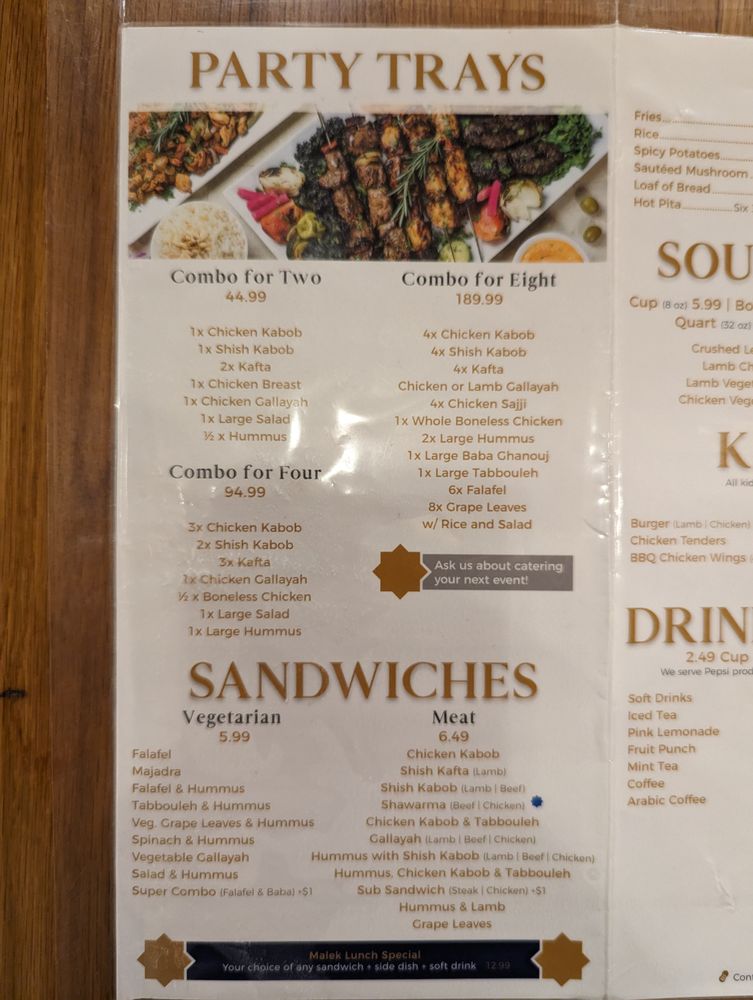 PARTY TRAYS
Combo for Two
44.99
1x Chicken Kabob
1x Shish Kabob
2x Kafta
1x Chicken Breast
1x Chicken Gallayah
1x Large Salad
½ x Hummus
Combo for Four
94.99
3x Chicken Kabob
2x Shish Kabob
3x Kafta
1x Chicken Gallayah
½ x Boneless Chicken
1x Large Salad
1x Large Hummus
Combo for Eight
189.99
4x Chicken Kabob
4x Shish Kabob
4x Kafta
Chicken or Lamb Gallayah
4x Chicken Sajji
1x Whole Boneless Chicken
2x Large Hummus
1x Large Baba Ghanouj
1x Large Tabbouleh
6x Falafel
8x Grape Leaves
w/ Rice and Salad
Ask us about catering
your next event!
SANDWICHES
Vegetarian
5.99
Falafel
Majadra
Falafel & Hummus
Tabbouleh & Hummus
Veg. Grape Leaves & Hummus
Spinach & Hummus
Vegetable Gallayah
Salad & Hummus
Super Combo (Falafel & Baba) +$1
Meat
6.49
Chicken Kabob
Shish Kafta (Lamb)
Shish Kabob (Lamb | Beef)
Shawarma (Beef | Chicken)
Chicken Kabob & Tabbouleh
Gallayah (Lamb | Beef | Chicken)
Hummus with Shish Kabob (Lamb | Beef | Chicken)
Hummus, Chicken Kabob & Tabbouleh
Sub Sandwich (Steak | Chicken) +$1
Hummus & Lamb
Grape Leaves
Malek Lunch Special
Your choice of any sandwich + side dish + soft drink 12.99
Fries
Rice
Spicy Potatoes
Sautéed Mushroom
Loaf of Bread
Hot Pita Six
SOU
Cup (8 oz) 5.99 | Bo
Quart (32 oz)
Crushed Le
Lamb Ch
Lamb Veget
Chicken Vege
K
All kid
Burger (Lamb | Chicken)
Chicken Tenders
BBQ Chicken Wings
DRIN
2.49 Cup
We serve Pepsi prod
Soft Drinks
Iced Tea
Pink Lemonade
Fruit Punch
Mint Tea
Coffee
Arabic Coffee
Cont